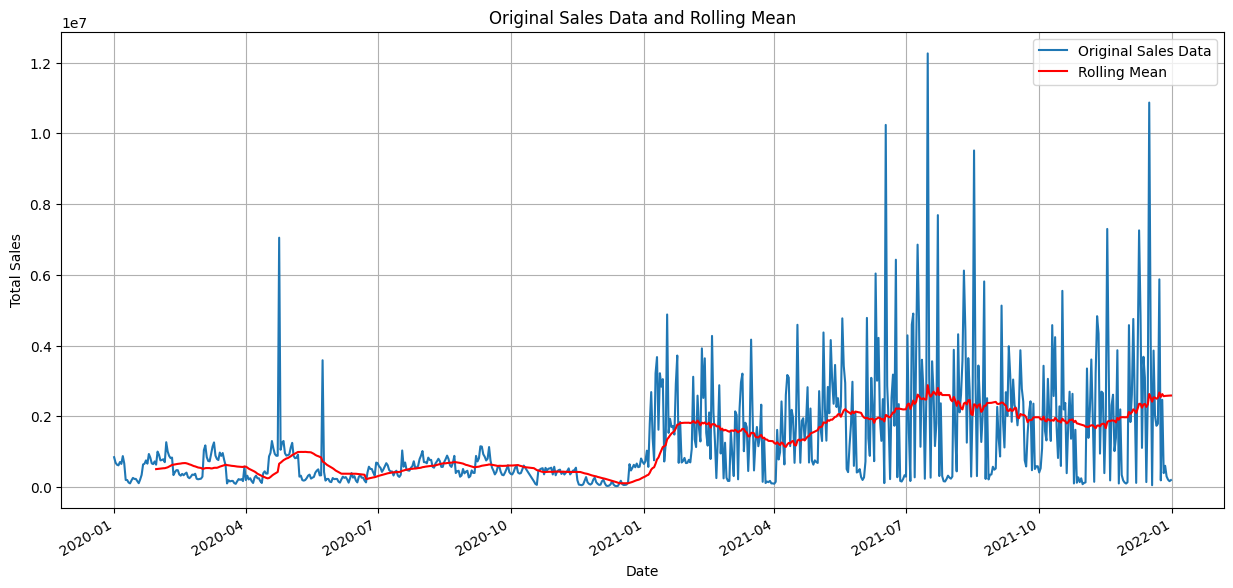 Original Sales Data and Rolling Mean
1e7
Original Sales Data
Rolling Mean
1.2
1.0
0.8
0.6
0.4
0.2
0.0
Total Sales
2020-01
2020-04
2020-07
2020-10
2021-01
2021-04
2021-07
2021-10
2022-01
Date